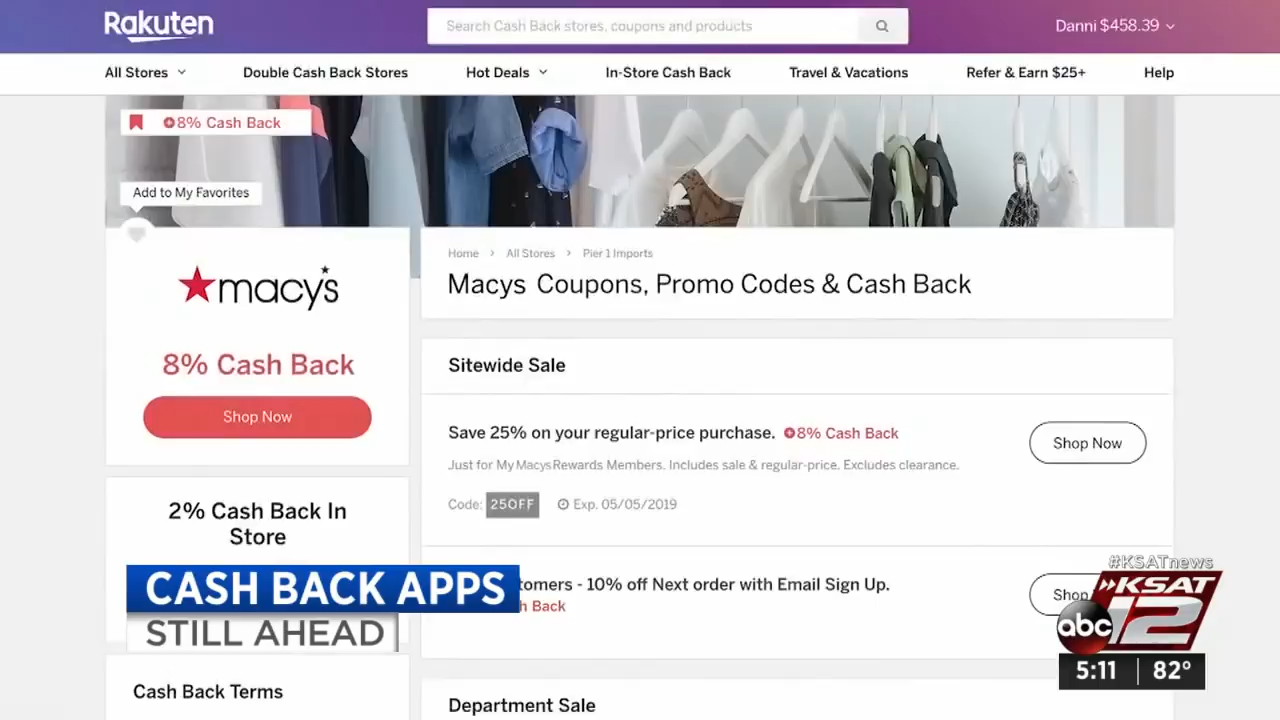 Rakuten
Search Cash Back stores, coupons and products
Danni $458.39
All Stores
Double Cash Back Stores
Hot Deals
In-Store Cash Back
Travel & Vacations
Refer & Earn $25+
Help
8% Cash Back
Add to My Favorites
macy's
8% Cash Back
Shop Now
2% Cash Back In
Store
Cash Back Terms
Home > All Stores > Pier 1 Imports
Macys Coupons, Promo Codes & Cash Back
Sitewide Sale
Save 25% on your regular-price purchase. 8% Cash Back
Just for My Macys Rewards Members. Includes sale & regular-price. Excludes clearance.
Code: 25OFF Exp. 05/05/2019
Shop Now
tomers - 10% off Next order with Email Sign Up.
h Back
Shop
Department Sale
CASH BACK APPS
STILL AHEAD
#KSATnews
KSAT
abc 12
5:11 82°